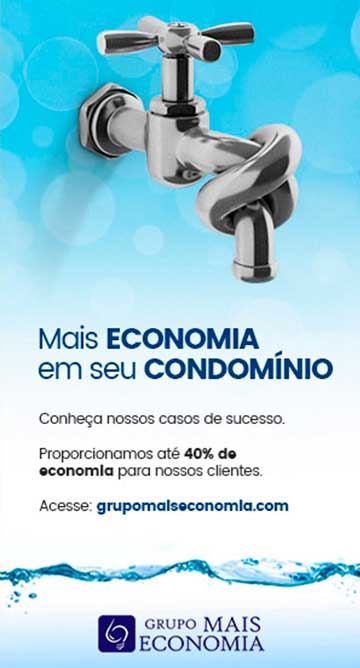 Mais ECONOMIA
em seu CONDOMÍNIO
Conheça nossos casos de sucesso.
Proporcionamos até 40% de
economia para nossos clientes.
Acesse: grupomaiseconomia.com
GRUPO MAIS
ECONOMIA